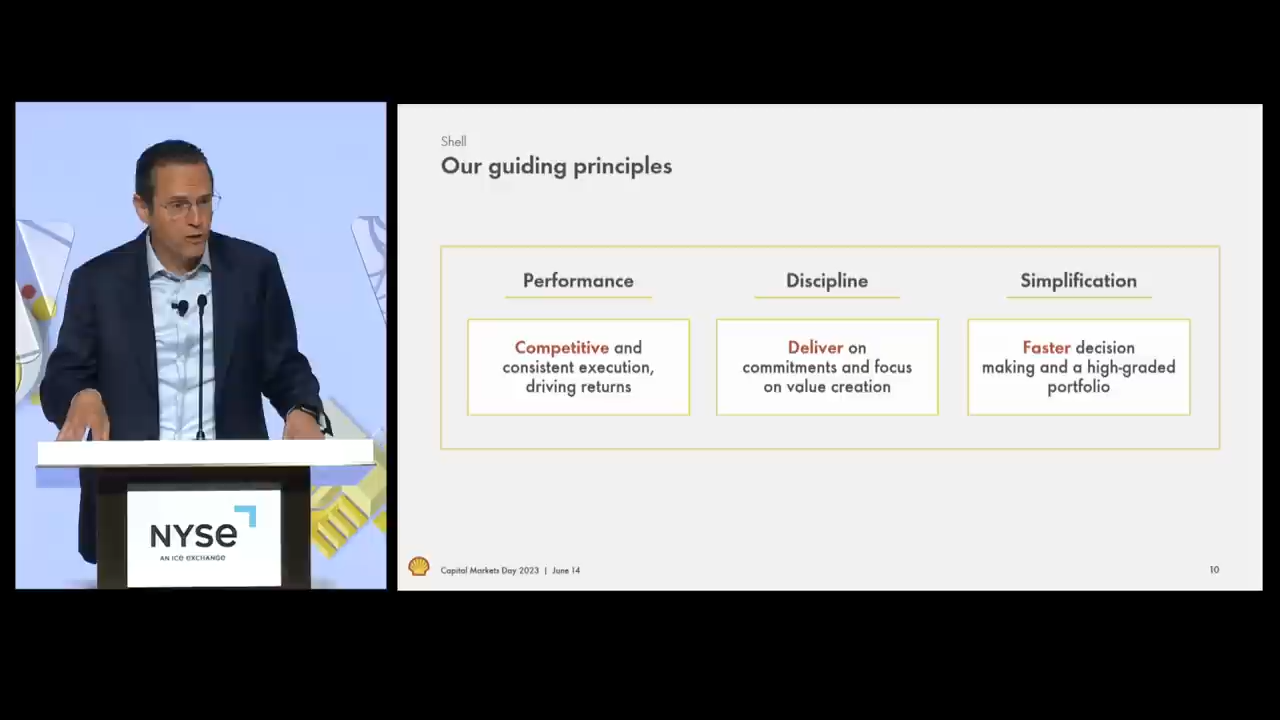 Shell
Our guiding principles
Performance
Competitive and
consistent execution,
driving returns
Discipline
Deliver on
commitments and focus
on value creation
Simplification
Faster decision
making and a high-graded
portfolio
Capital Markets Day 2023 | June 14
10
NYSE
AN ICE EXCHANGE